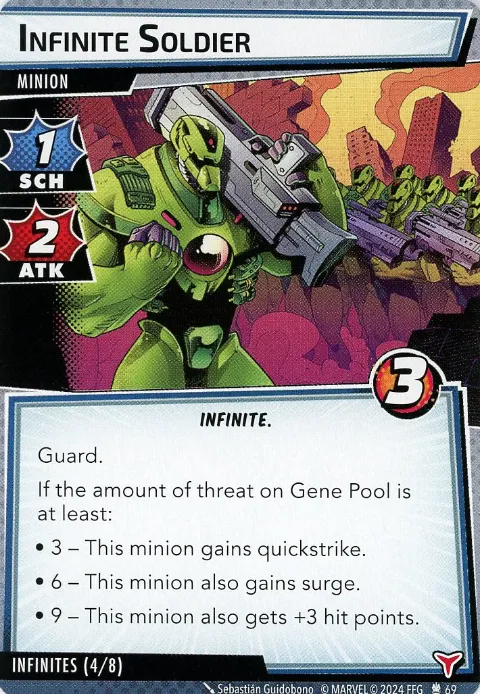 INFINITE SOLDIER
MINION
1
SCH
2
ATK
3
INFINITE.
Guard.
If the amount of threat on Gene Pool is
at least:
• 3 – This minion gains quickstrike.
• 6 – This minion also gains surge.
• 9 – This minion also gets +3 hit points.
INFINITES (4/8)
Sebastián Guidobono © MARVEL © 2024 FFG 69